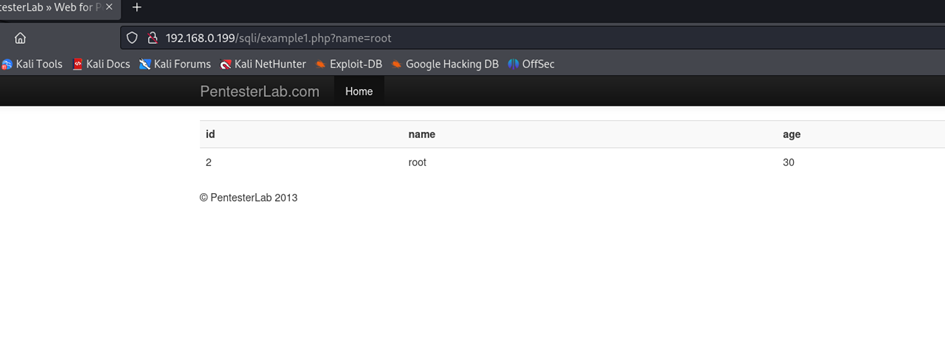 testerLab » Web for P
192.168.0.199/sqli/example1.php?name=root
Kali Tools Kali Docs Kali Forums Kali NetHunter Exploit-DB Google Hacking DB OffSec
PentesterLab.com Home
id name age
2 root 30
© PentesterLab 2013